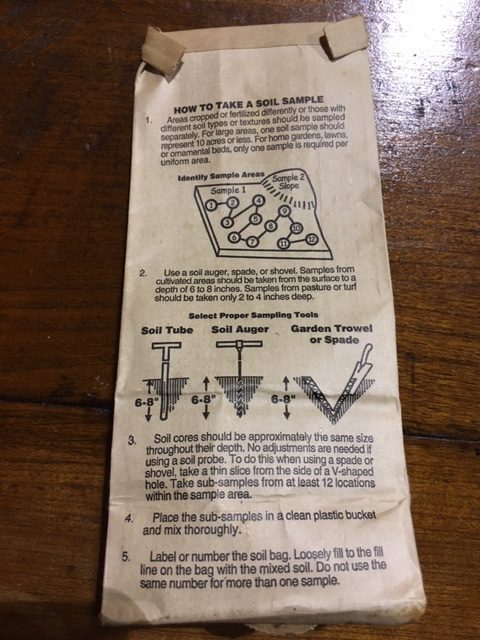 HOW TO TAKE A SOIL SAMPLE
1. Areas cropped or fertilized differently or those with
different soil types or textures should be sampled
separately. For large areas, one soil sample should
represent 10 acres or less. For home gardens, lawns,
or ornamental beds, only one sample is required per
uniform area.
Identify Sample Areas
Sample 2
Slope
Sample 1
1 2 3 4 5 6 7 8 9 10 11 12
2. Use a soil auger, spade, or shovel. Samples from
cultivated areas should be taken from the surface to a
depth of 6 to 8 inches. Samples from pasture or turf
should be taken only 2 to 4 inches deep.
Select Proper Sampling Tools
Soil Tube Soil Auger Garden Trowel
or Spade
6-8" 6-8" 6-8"
3. Soil cores should be approximately the same size
throughout their depth. No adjustments are needed if
using a soil probe. To do this when using a spade or
shovel, take a thin slice from the side of a V-shaped
hole. Take sub-samples from at least 12 locations
within the sample area.
4. Place the sub-samples in a clean plastic bucket
and mix thoroughly.
5. Label or number the soil bag. Loosely fill to the fill
line on the bag with the mixed soil. Do not use the
same number for more than one sample.